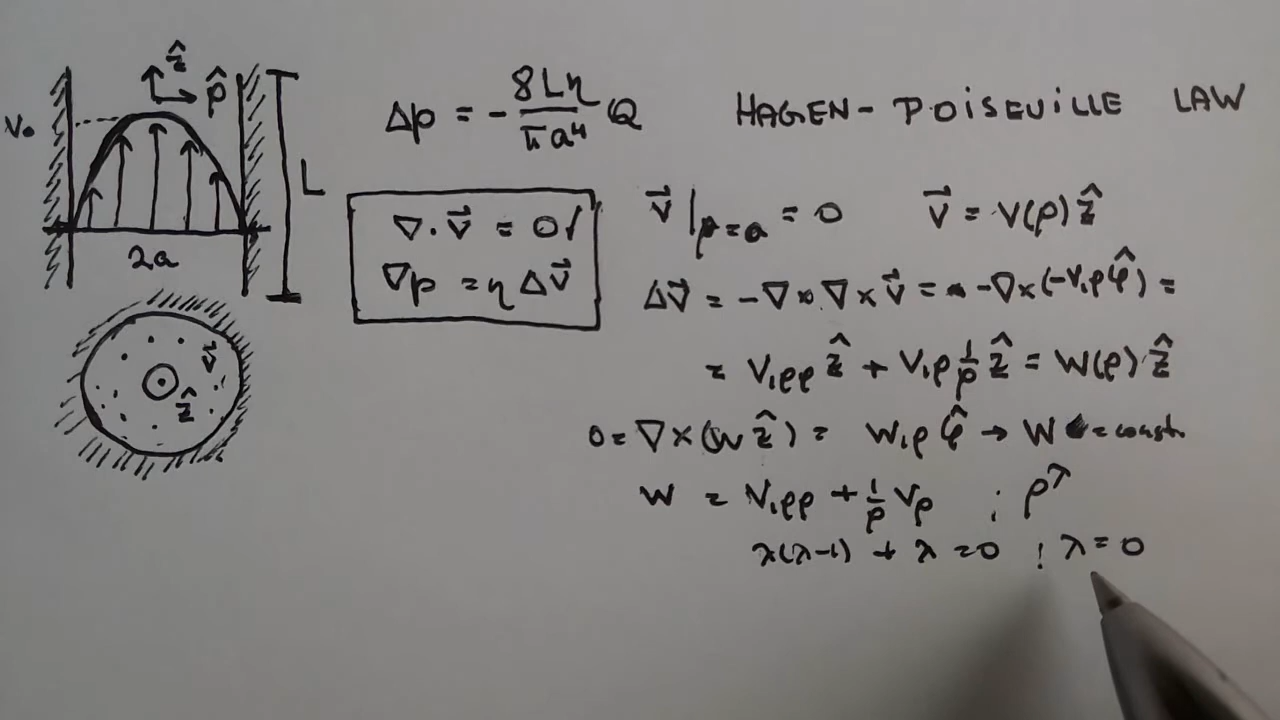 ẑ
ρ̂
v₀
L
2a
v⃗
ẑ
Δp = - 8Lη / πa⁴ Q HAGEN-POISEUILLE LAW
∇·v⃗ = 0 ✓
∇p = η Δv⃗
v⃗ |ρ=a = 0 v⃗ = v(ρ) ẑ
Δv⃗ = -∇×∇×v⃗ = -∇×(-v,ρ φ̂) =
= v,ρρ ẑ + v,ρ 1/ρ ẑ = w(ρ) ẑ
0 = ∇×(w ẑ) = w,ρ φ̂ → w = const.
w = v,ρρ + 1/ρ vρ ; ρ^λ
λ(λ-1) + λ = 0 ; λ = 0